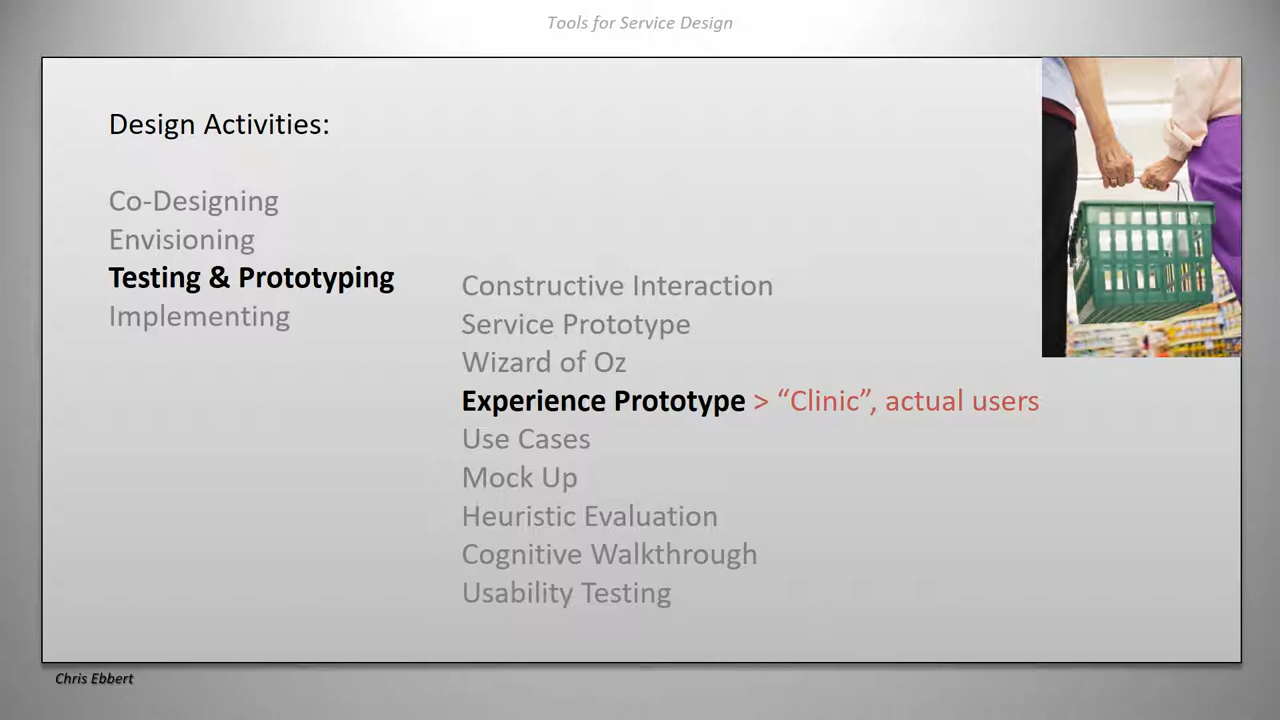 Tools for Service Design
Design Activities:
Co-Designing
Envisioning
Testing & Prototyping
Implementing
Constructive Interaction
Service Prototype
Wizard of Oz
Experience Prototype > “Clinic”, actual users
Use Cases
Mock Up
Heuristic Evaluation
Cognitive Walkthrough
Usability Testing
Chris Ebbert